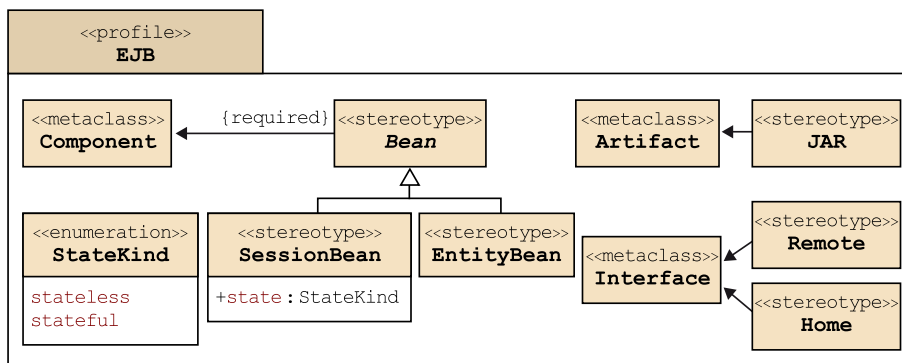 <<profile>>
EJB
<<metaclass>>
Component
{required}
<<stereotype>>
Bean
<<metaclass>>
Artifact
<<stereotype>>
JAR
<<enumeration>>
StateKind
stateless
stateful
<<stereotype>>
SessionBean
+state:StateKind
<<stereotype>>
EntityBean
<<metaclass>>
Interface
<<stereotype>>
Remote
<<stereotype>>
Home